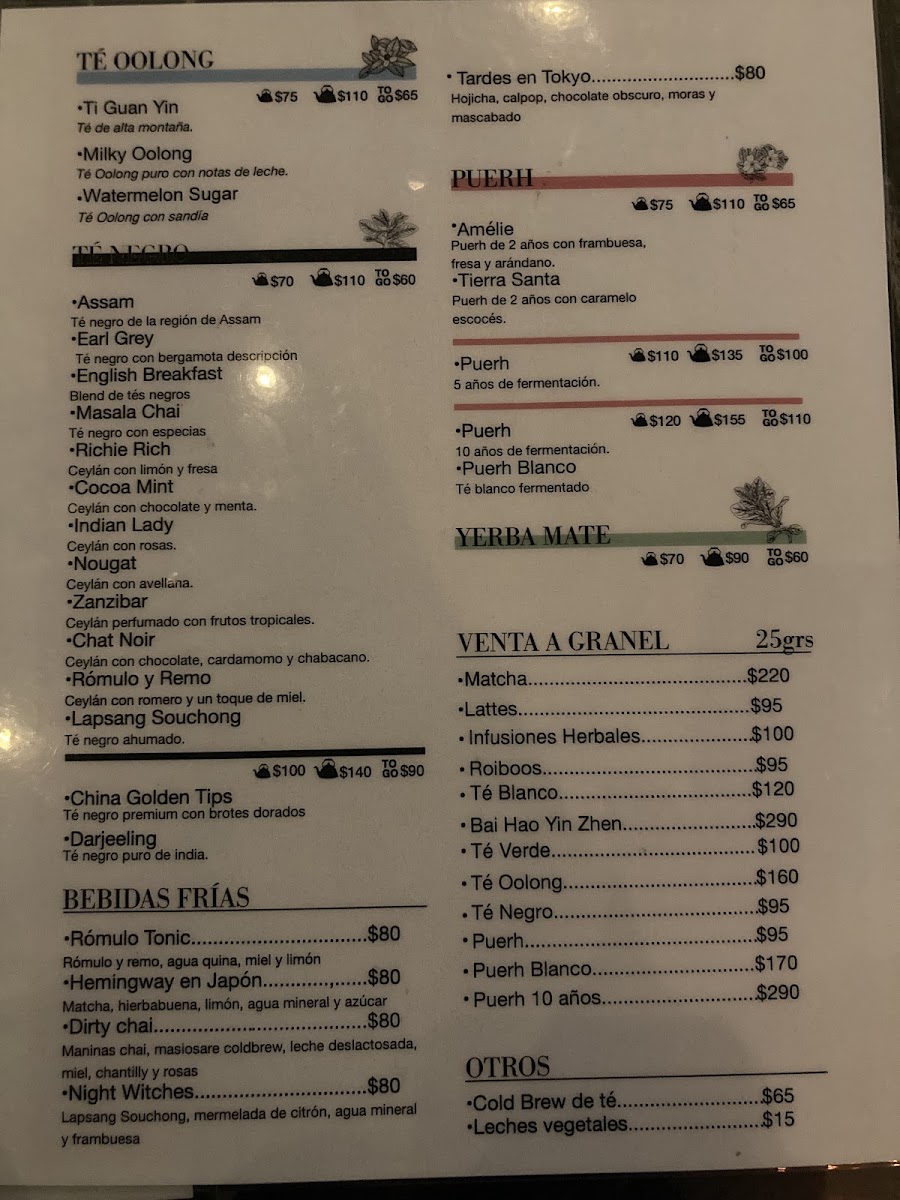 TÉ OOLONG
$75 $110 TO GO $65
•Ti Guan Yin
Té de alta montaña.
•Milky Oolong
Té Oolong puro con notas de leche.
•Watermelon Sugar
Té Oolong con sandía
TÉ NEGRO
$70 $110 TO GO $60
•Assam
Té negro de la región de Assam
•Earl Grey
Té negro con bergamota descripción
•English Breakfast
Blend de tés negros
•Masala Chai
Té negro con especias
•Richie Rich
Ceylán con limón y fresa
•Cocoa Mint
Ceylán con chocolate y menta.
•Indian Lady
Ceylán con rosas.
•Nougat
Ceylán con avellana.
•Zanzibar
Ceylán perfumado con frutos tropicales.
•Chat Noir
Ceylán con chocolate, cardamomo y chabacano.
•Rómulo y Remo
Ceylán con romero y un toque de miel.
•Lapsang Souchong
Té negro ahumado.
$100 $140 TO GO $90
•China Golden Tips
Té negro premium con brotes dorados
•Darjeeling
Té negro puro de india.
BEBIDAS FRÍAS
•Rómulo Tonic..............................$80
Rómulo y remo, agua quina, miel y limón
•Hemingway en Japón............,.....$80
Matcha, hierbabuena, limón, agua mineral y azúcar
•Dirty chai....................................$80
Maninas chai, masiosare coldbrew, leche deslactosada,
miel, chantilly y rosas
•Night Witches.............................$80
Lapsang Souchong, mermelada de citrón, agua mineral
y frambuesa
• Tardes en Tokyo.........................$80
Hojicha, calpop, chocolate obscuro, moras y
mascabado
PUERH
$75 $110 TO GO $65
•Amélie
Puerh de 2 años con frambuesa,
fresa y arándano.
•Tierra Santa
Puerh de 2 años con caramelo
escocés.
$110 $135 TO GO $100
•Puerh
5 años de fermentación.
$120 $155 TO GO $110
•Puerh
10 años de fermentación.
•Puerh Blanco
Té blanco fermentado
YERBA MATE
$70 $90 TO GO $60
VENTA A GRANEL 25grs
•Matcha.....................................$220
•Lattes.......................................$95
• Infusiones Herbales...................$100
• Roiboos....................................$95
• Té Blanco.................................$120
• Bai Hao Yin Zhen......................$290
• Té Verde..................................$100
• Té Oolong................................$160
• Té Negro..................................$95
• Puerh.......................................$95
• Puerh Blanco...........................$170
• Puerh 10 años..........................$290
OTROS
•Cold Brew de té........................$65
•Leches vegetales......................$15